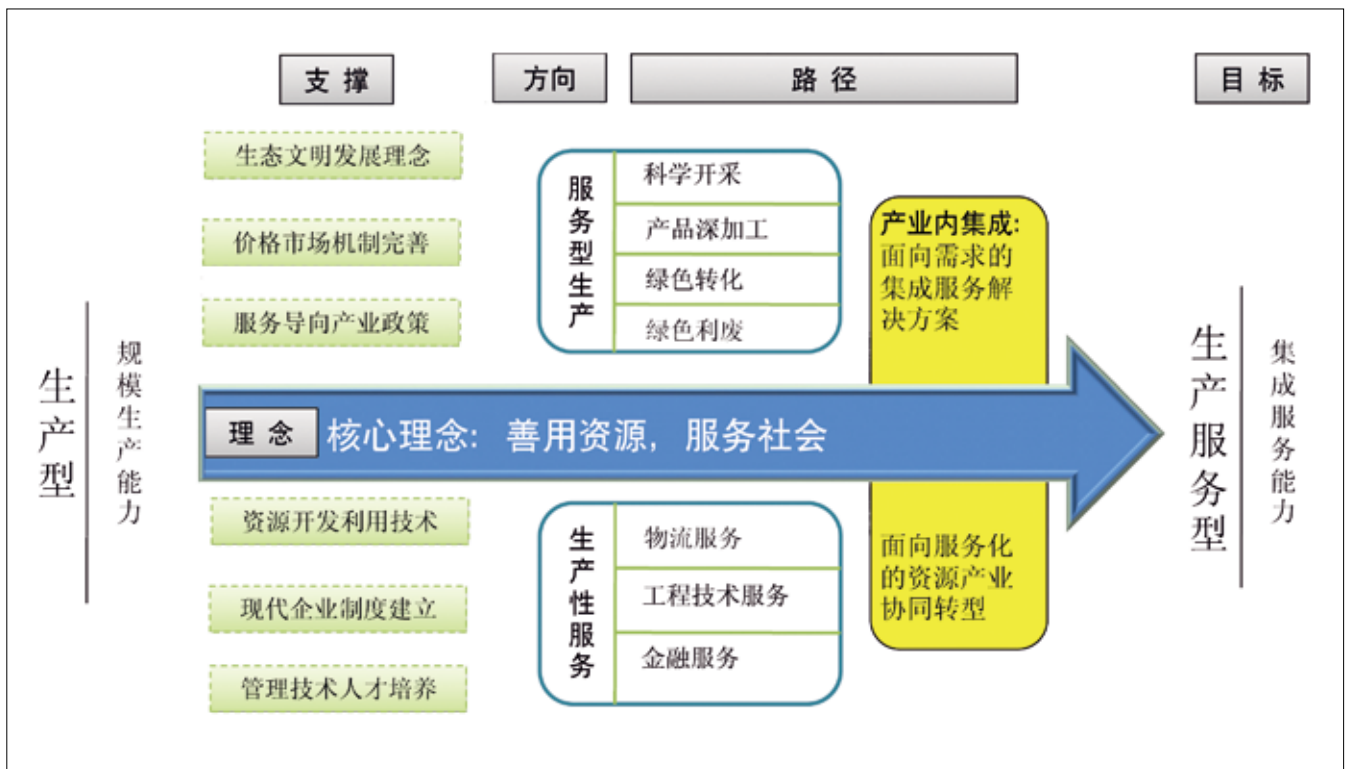 支撑
方向
路径
目标
生产型
规模生产能力
生态文明发展理念
价格市场机制完善
服务导向产业政策
服务型生产
科学开采
产品深加工
绿色转化
绿色利废
产业内集成:
面向需求的
集成服务解
决方案
理念
核心理念: 善用资源, 服务社会
资源开发利用技术
现代企业制度建立
管理技术人才培养
生产性服务
物流服务
工程技术服务
金融服务
面向服务化
的资源产业
协同转型
生产服务型
集成服务能力